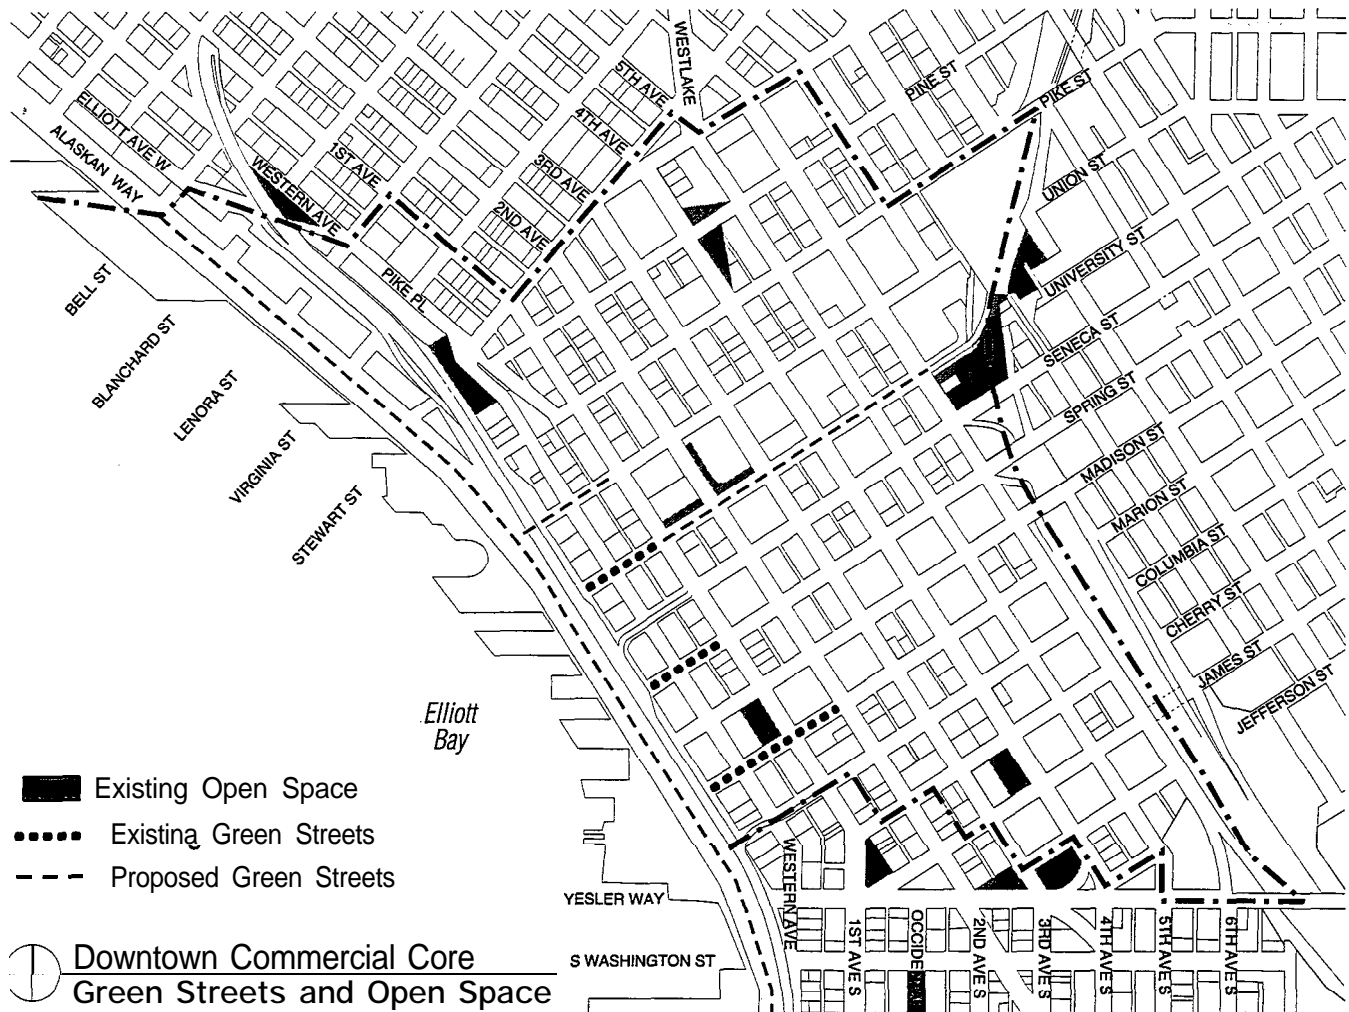 WESTLAKE
5TH AVE
4TH AVE
3RD AVE
2ND AVE
1ST AVE
WESTERN AVE
ELLIOTT AVE W
ALASKAN WAY
PIKE PL
PINE ST
PIKE ST
UNION ST
UNIVERSITY ST
SENECA ST
SPRING ST
MADISON ST
MARION ST
COLUMBIA ST
CHERRY ST
JAMES ST
JEFFERSON ST
BELL ST
BLANCHARD ST
LENORA ST
VIRGINIA ST
STEWART ST
Elliott
Bay
Existing Open Space
Existing Green Streets
Proposed Green Streets
YESLER WAY
S WASHINGTON ST
WESTERN AVE
1ST AVE S
2ND AVE S
3RD AVE S
4TH AVE S
5TH AVE S
6TH AVE S
Downtown Commercial Core
Green Streets and Open Space